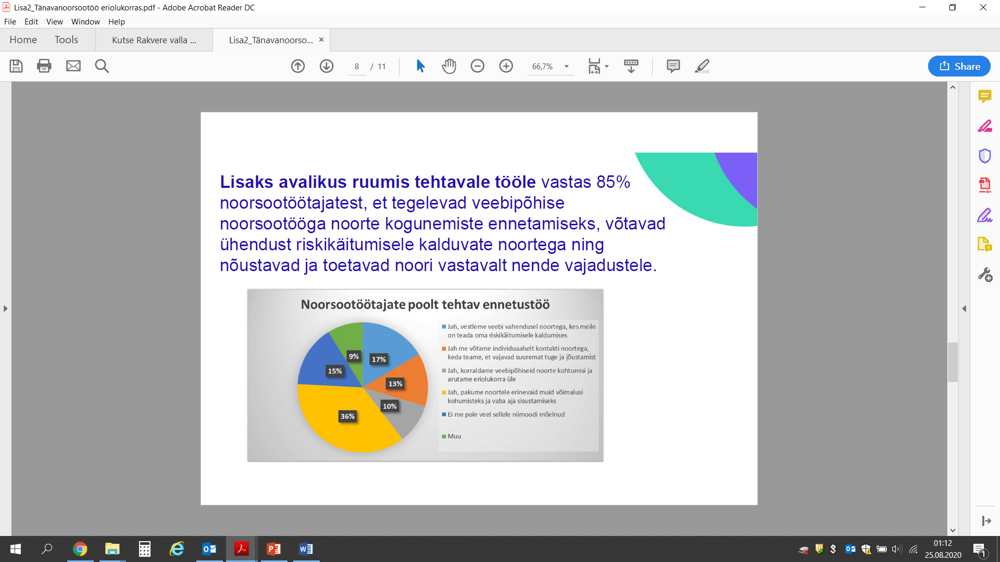 Lisa2_Tänavanoorsootöö eriolukorras.pdf - Adobe Acrobat Reader DC
File Edit View Window Help
Home Tools Kutse Rakvere valla ... Lisa2_Tänavanoorso... ×
8 / 11 66,7% Share
Lisaks avalikus ruumis tehtavale tööle vastas 85%
noorsootöötajatest, et tegelevad veebipõhise
noorsootööga noorte kogunemiste ennetamiseks, võtavad
ühendust riskikäitumisele kalduvate noortega ning
nõustavad ja toetavad noori vastavalt nende vajadustele.
Noorsootöötajate poolt tehtav ennetustöö
9%
17%
15%
13%
10%
36%
Jah, vestleme veebi vahendusel noortega, kes meile
on teada oma riskikäitumisele kaldumises
Jah me võtame individuaalselt kontakti noortega,
keda teame, et vajavad suuremat tuge ja jõustamist
Jah, korraldame veebipõhiseid noorte kohtumisi ja
arutame eriolukorra üle
Jah, pakume noortele erinevaid muid võimalusi
kohumisteks ja vaba aja sisustamiseks
Ei me pole veel sellele niimoodi mõelnud
Muu
01:12
25.08.2020
1